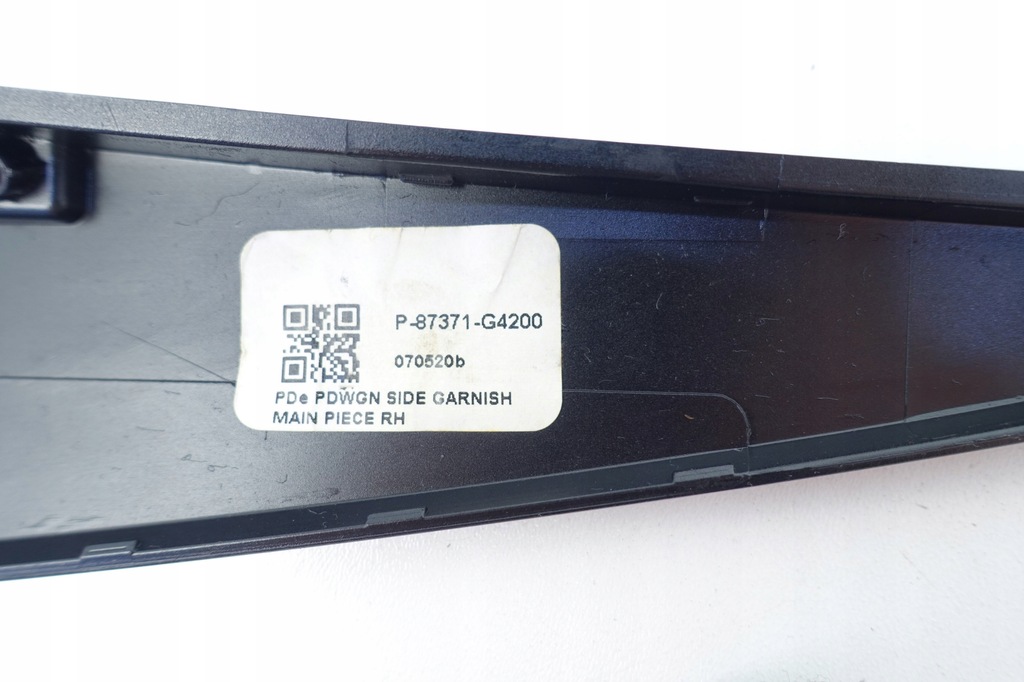 P-87371-G4200
070520b
PDe PDWGN SIDE GARNISH
MAIN PIECE RH